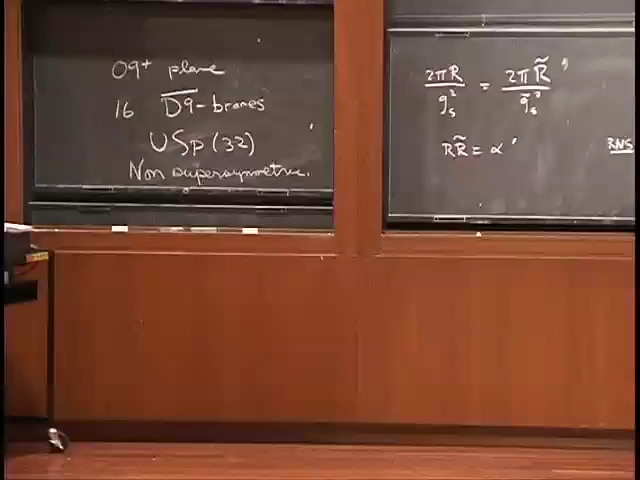 O9⁺ plane
16 D̅9̅-branes
USp(32)
Non supersymmetric.
2πR / g_s² = 2πR̃ / g̃_s²
RR̃ = α'
RNS